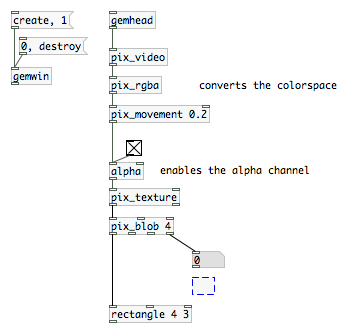 create, 1
gemhead
0, destroy
pix_video
gemwin
pix_rgba
converts the colorspace
pix_movement 0.2
alpha
enables the alpha channel
pix_texture
pix_blob 4
0
rectangle 4 3